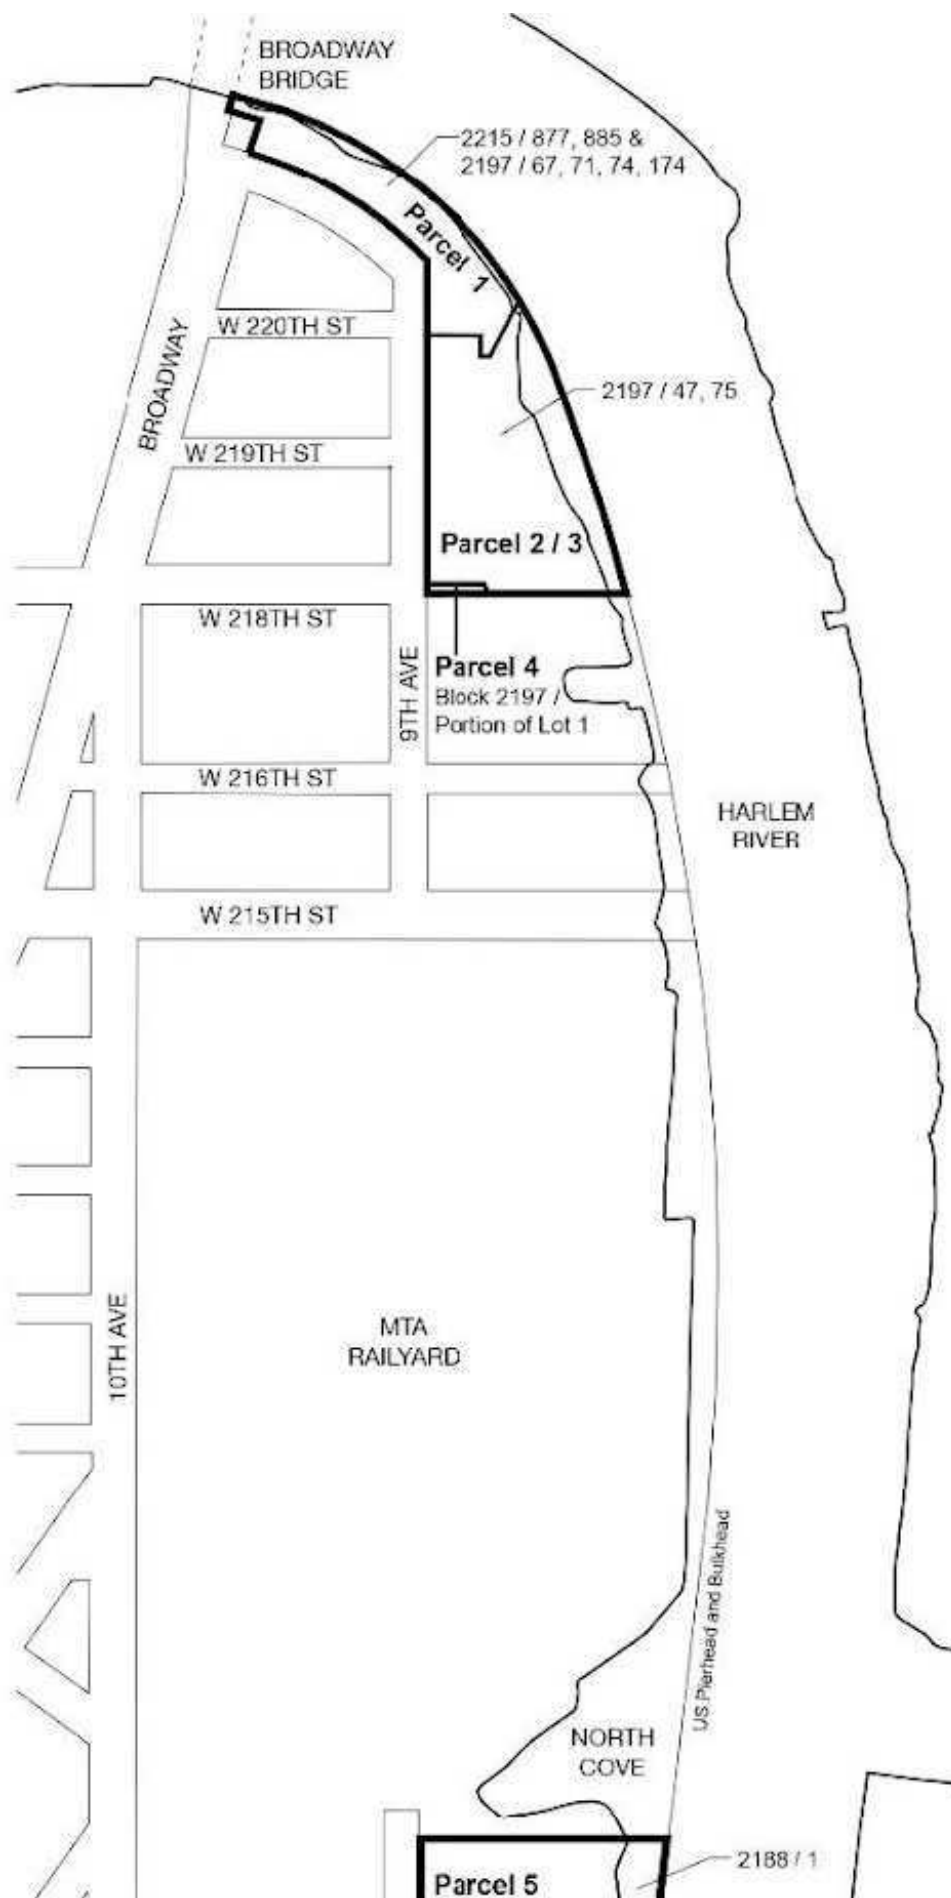 BROADWAY
BRIDGE
2215 / 877, 885 &
2197 / 67, 71, 74, 174
Parcel 1
W 220TH ST
BROADWAY
2197 / 47, 75
W 219TH ST
Parcel 2 / 3
W 218TH ST
9TH AVE
Parcel 4
Block 2197 /
Portion of Lot 1
W 216TH ST
HARLEM
RIVER
W 215TH ST
10TH AVE
MTA
RAILYARD
US Pierhead and Bulkhead
NORTH
COVE
2188 / 1
Parcel 5